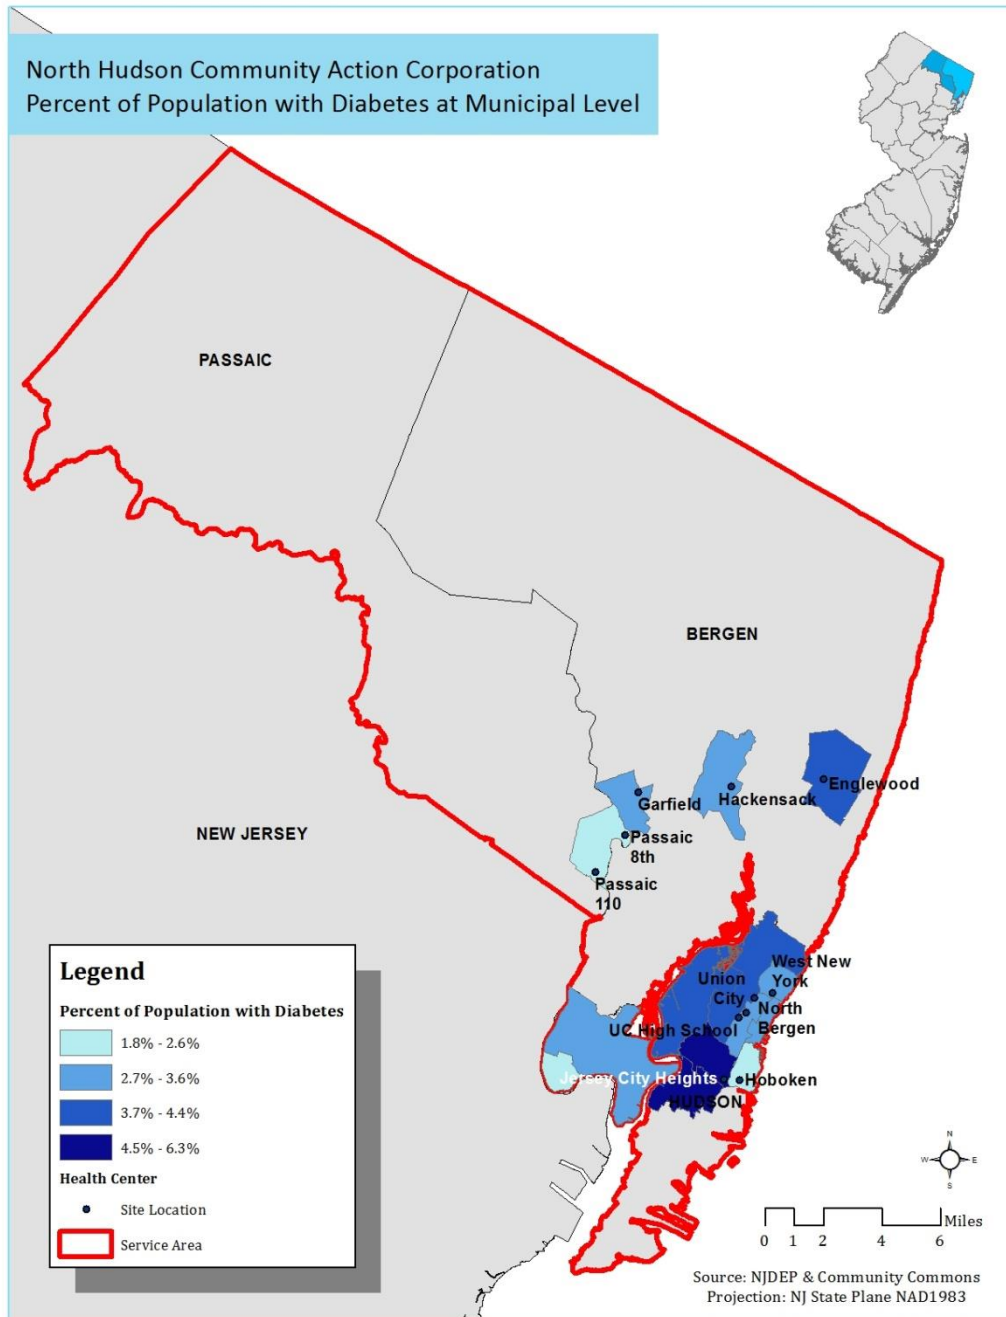 North Hudson Community Action Corporation
Percent of Population with Diabetes at Municipal Level
PASSAIC
BERGEN
NEW JERSEY
Garfield
Hackensack
Englewood
Passaic
8th
Passaic
110
West New
York
Union
City
North
Bergen
UC High School
Jersey City Heights
Hoboken
HUDSON
Legend
Percent of Population with Diabetes
1.8% - 2.6%
2.7% - 3.6%
3.7% - 4.4%
4.5% - 6.3%
Health Center
Site Location
Service Area
N
W
E
S
Miles
0 1 2 4 6
Source: NJDEP & Community Commons
Projection: NJ State Plane NAD1983